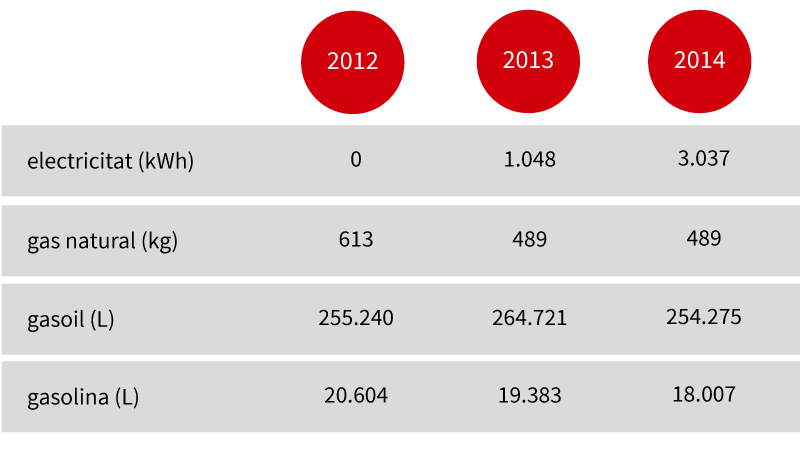 2012 2013 2014
electricitat (kWh) 0 1.048 3.037
gas natural (kg) 613 489 489
gasoil (L) 255.240 264.721 254.275
gasolina (L) 20.604 19.383 18.007